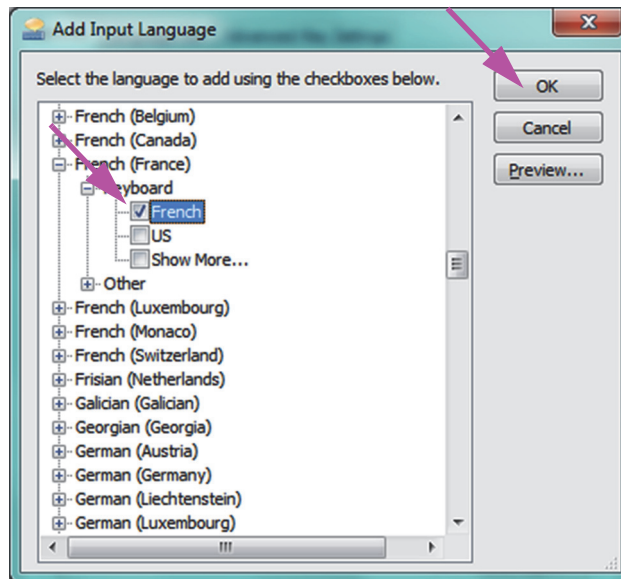 Add Input Language
Select the language to add using the checkboxes below.
French (Belgium)
French (Canada)
French (France)
Keyboard
French
US
Show More...
Other
French (Luxembourg)
French (Monaco)
French (Switzerland)
Frisian (Netherlands)
Galician (Galician)
Georgian (Georgia)
German (Austria)
German (Germany)
German (Liechtenstein)
German (Luxembourg)
OK
Cancel
Preview...